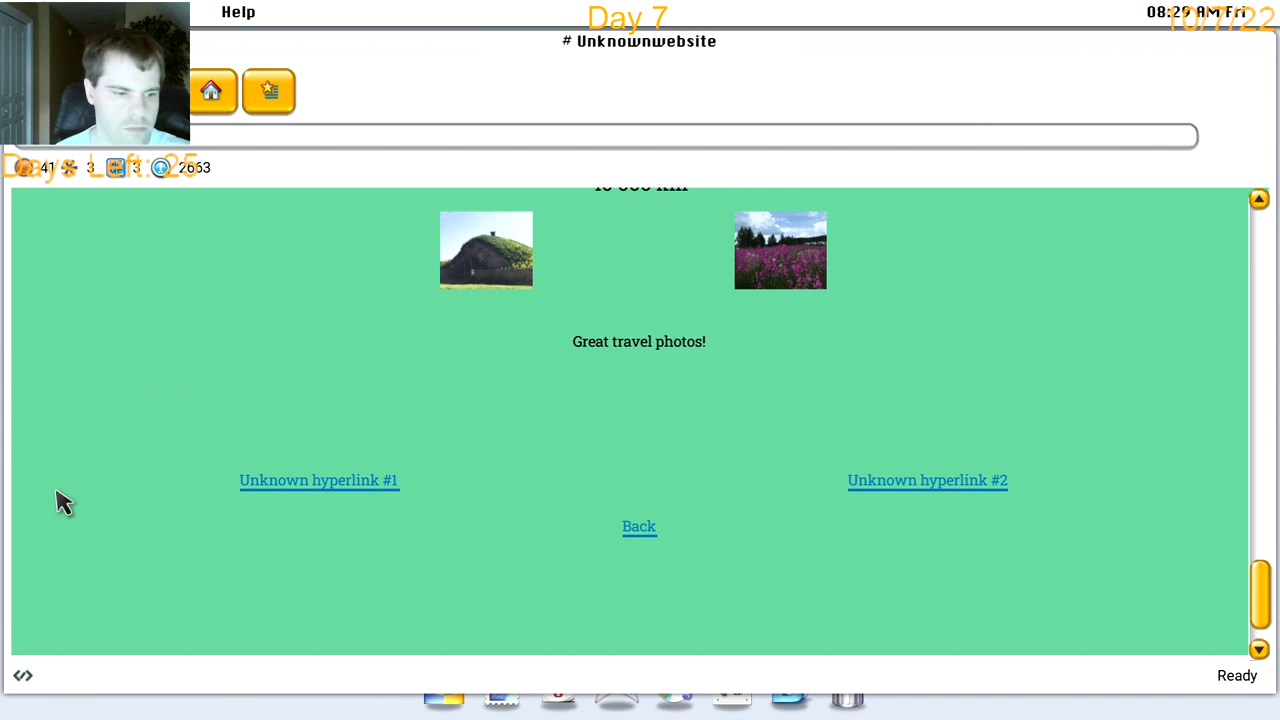 Help
Day 7
08:29 AM Fri
10/7/22
# Unknownwebsite
Days Left: 25
41 3 3 2663
Great travel photos!
Unknown hyperlink #1
Unknown hyperlink #2
Back
Ready